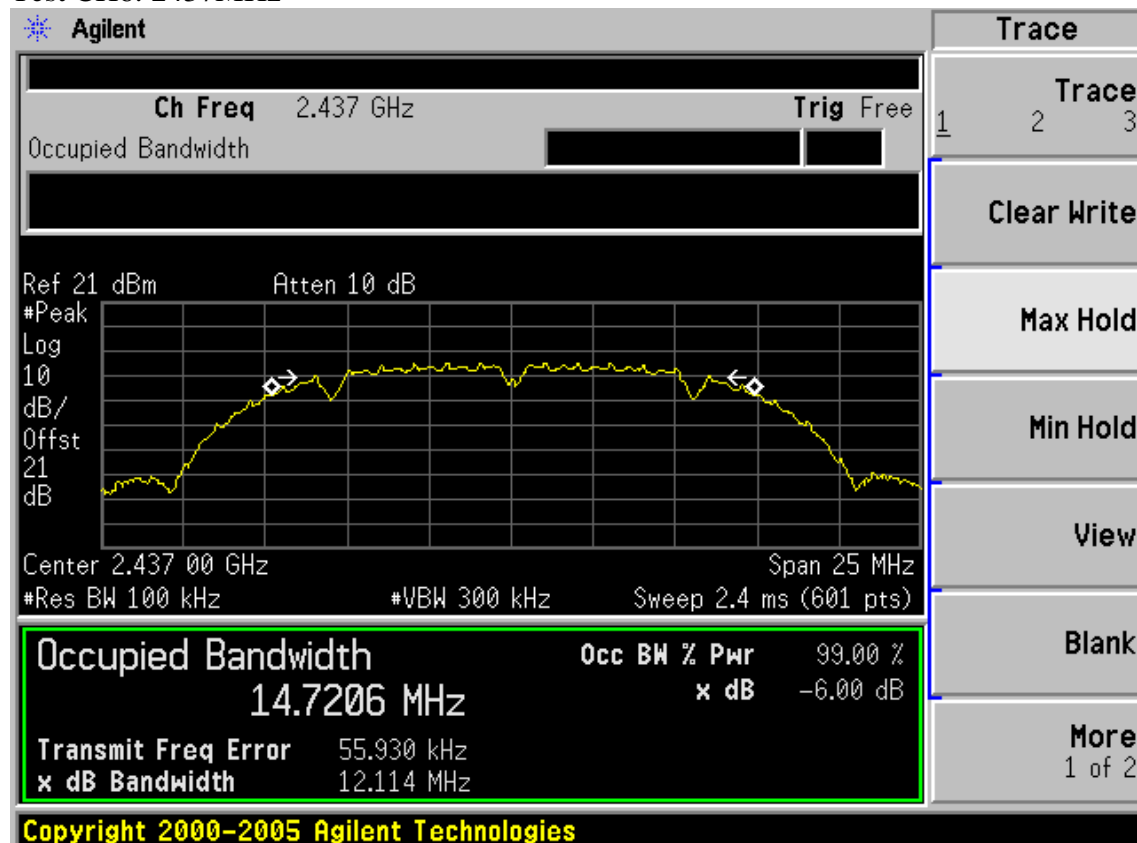 Agilent
Ch Freq 2.437 GHz Trig Free
Occupied Bandwidth
Ref 21 dBm Atten 10 dB
#Peak
Log
10
dB/
Offst
21
dB
Center 2.437 00 GHz Span 25 MHz
#Res BW 100 kHz #VBW 300 kHz Sweep 2.4 ms (601 pts)
Occupied Bandwidth Occ BW % Pwr 99.00 %
14.7206 MHz x dB -6.00 dB
Transmit Freq Error 55.930 kHz
x dB Bandwidth 12.114 MHz
Copyright 2000-2005 Agilent Technologies
Trace
Trace
1 2 3
Clear Write
Max Hold
Min Hold
View
Blank
More
1 of 2